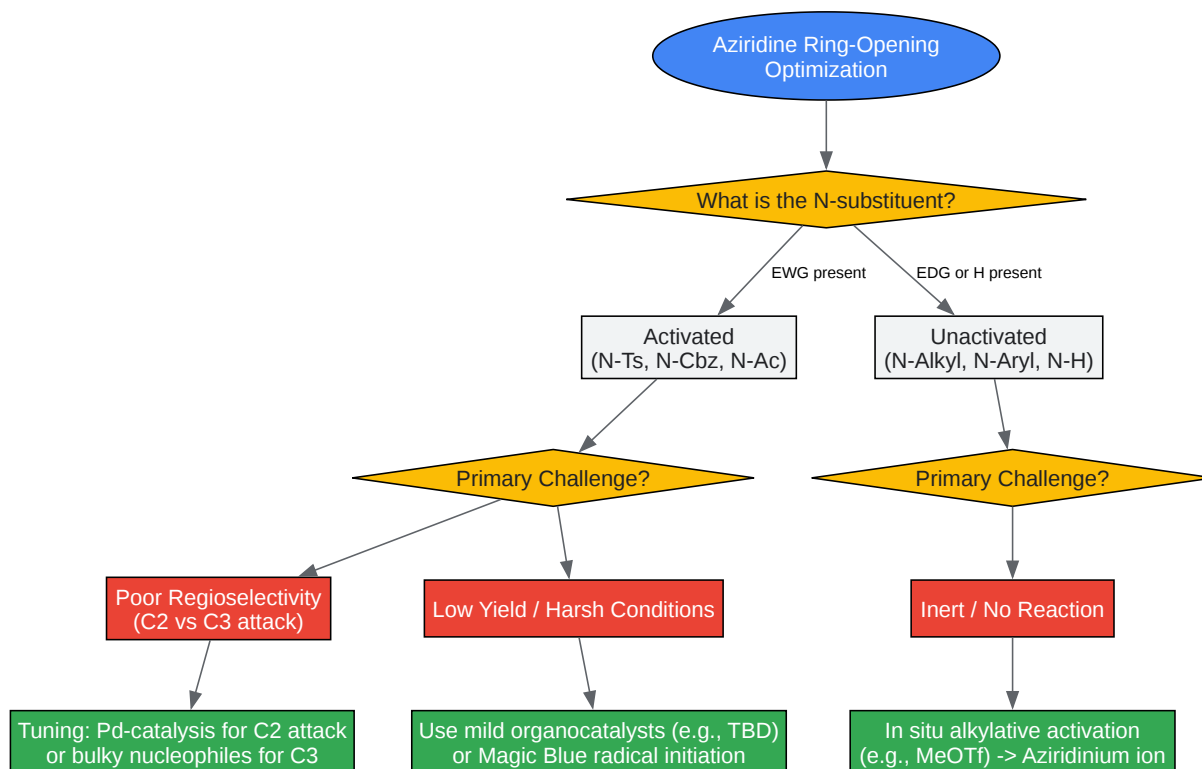 Aziridine Ring-Opening
Optimization
What is the N-substituent?
EWG present
EDG or H present
Activated
(N-Ts, N-Cbz, N-Ac)
Unactivated
(N-Alkyl, N-Aryl, N-H)
Primary Challenge?
Primary Challenge?
Poor Regioselectivity
(C2 vs C3 attack)
Low Yield / Harsh Conditions
Inert / No Reaction
Tuning: Pd-catalysis for C2 attack
or bulky nucleophiles for C3
Use mild organocatalysts (e.g., TBD)
or Magic Blue radical initiation
In situ alkylative activation
(e.g., MeOTf) -> Aziridinium ion